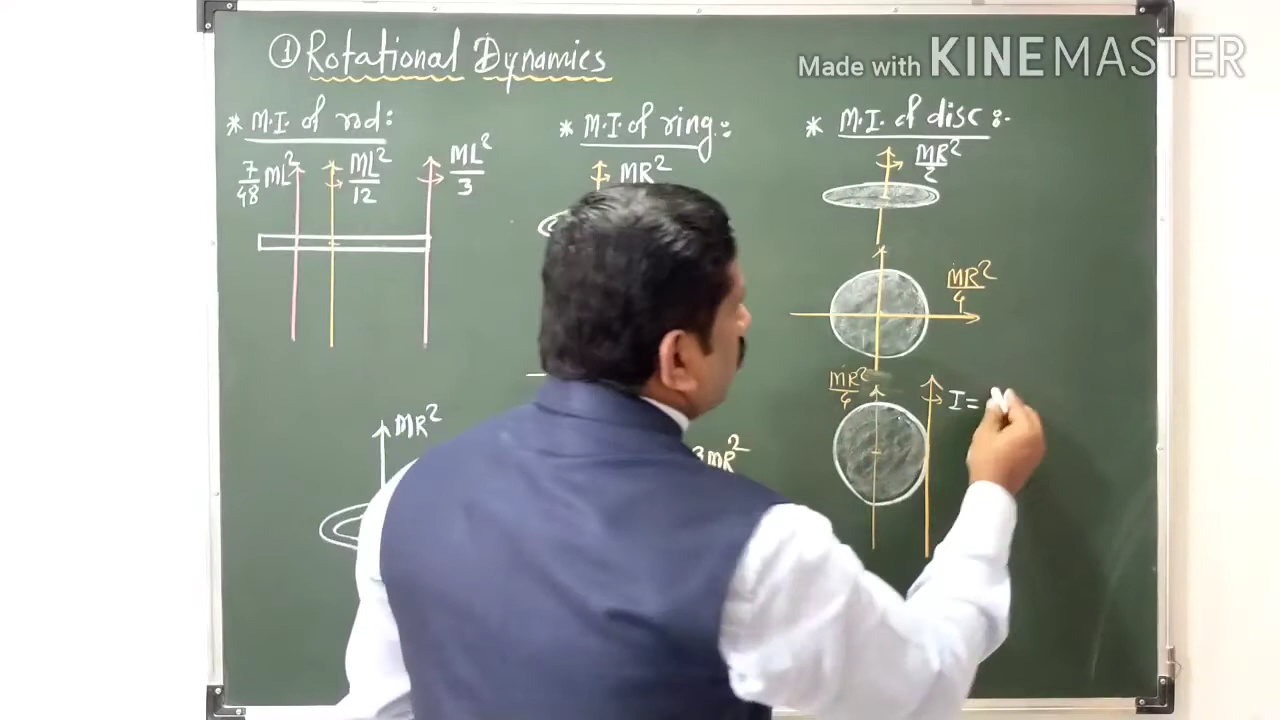 ① Rotational Dynamics
Made with KINEMASTER
* M.I. of rod:
7/48 ML²
ML²/12
ML²/3
* M.I. of ring:-
MR²
* M.I. of disc:-
MR²/2
MR²/4
MR²/4
I =
MR²
3MR²